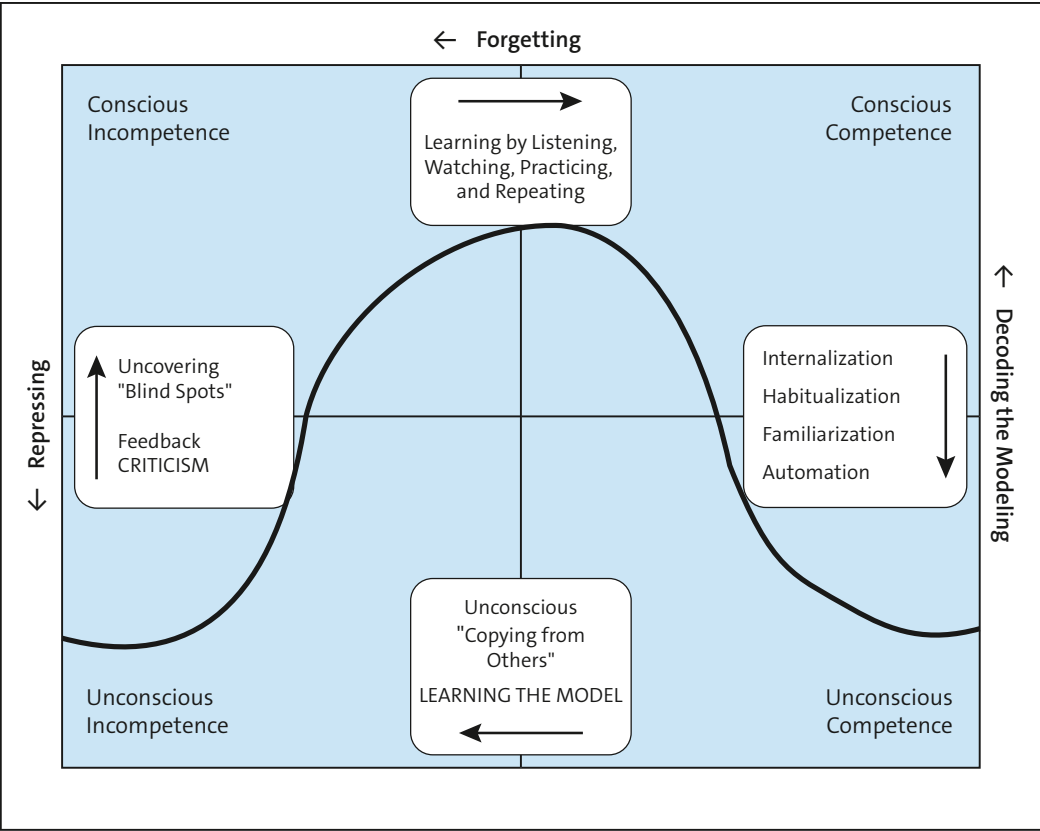 ← Forgetting
Conscious
Incompetence
Learning by Listening,
Watching, Practicing,
and Repeating
Conscious
Competence
← Repressing
Uncovering
"Blind Spots"
Feedback
CRITICISM
Internalization
Habitualization
Familiarization
Automation
← Decoding the Modeling
Unconscious
Incompetence
Unconscious
"Copying from
Others"
LEARNING THE MODEL
Unconscious
Competence